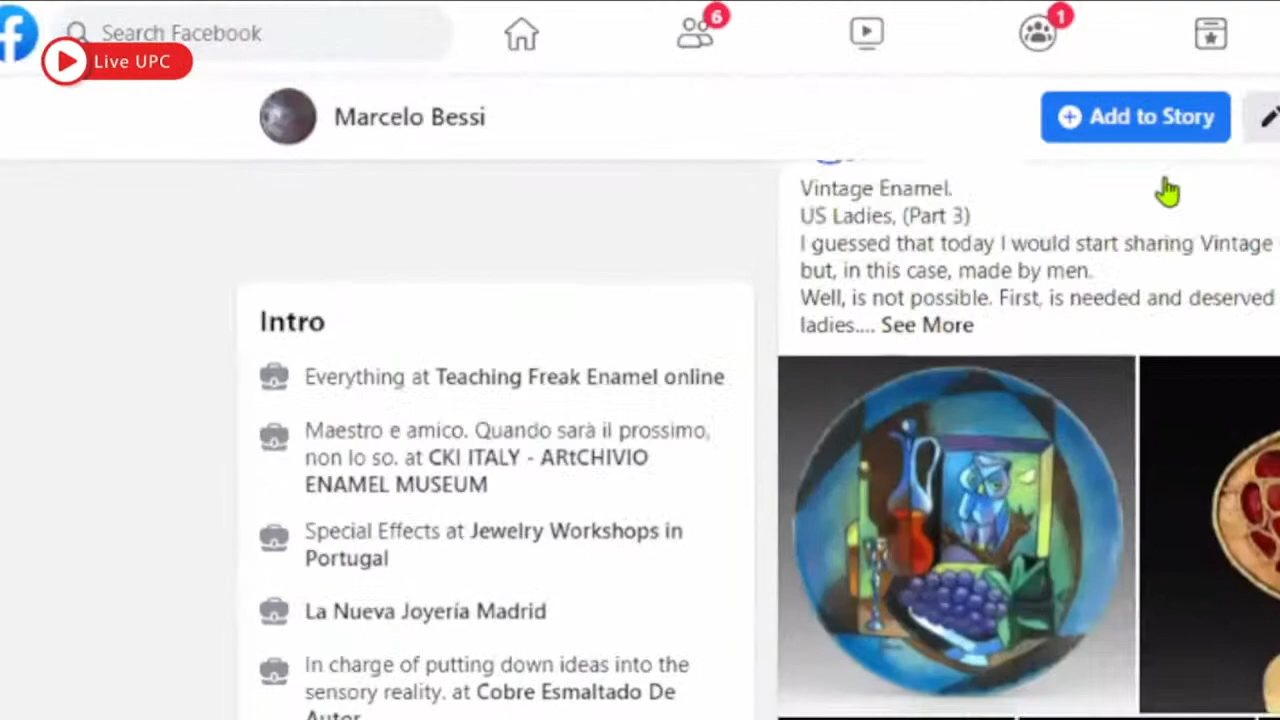 Search Facebook
6
1
Live UPC
Marcelo Bessi
Add to Story
Vintage Enamel.
US Ladies, (Part 3)
I guessed that today I would start sharing Vintage
but, in this case, made by men.
Well, is not possible. First, is needed and deserved
ladies.... See More
Intro
Everything at Teaching Freak Enamel online
Maestro e amico. Quando sarà il prossimo,
non lo so. at CKI ITALY - ARtCHIVIO
ENAMEL MUSEUM
Special Effects at Jewelry Workshops in
Portugal
La Nueva Joyería Madrid
In charge of putting down ideas into the
sensory reality. at Cobre Esmaltado De
Autor